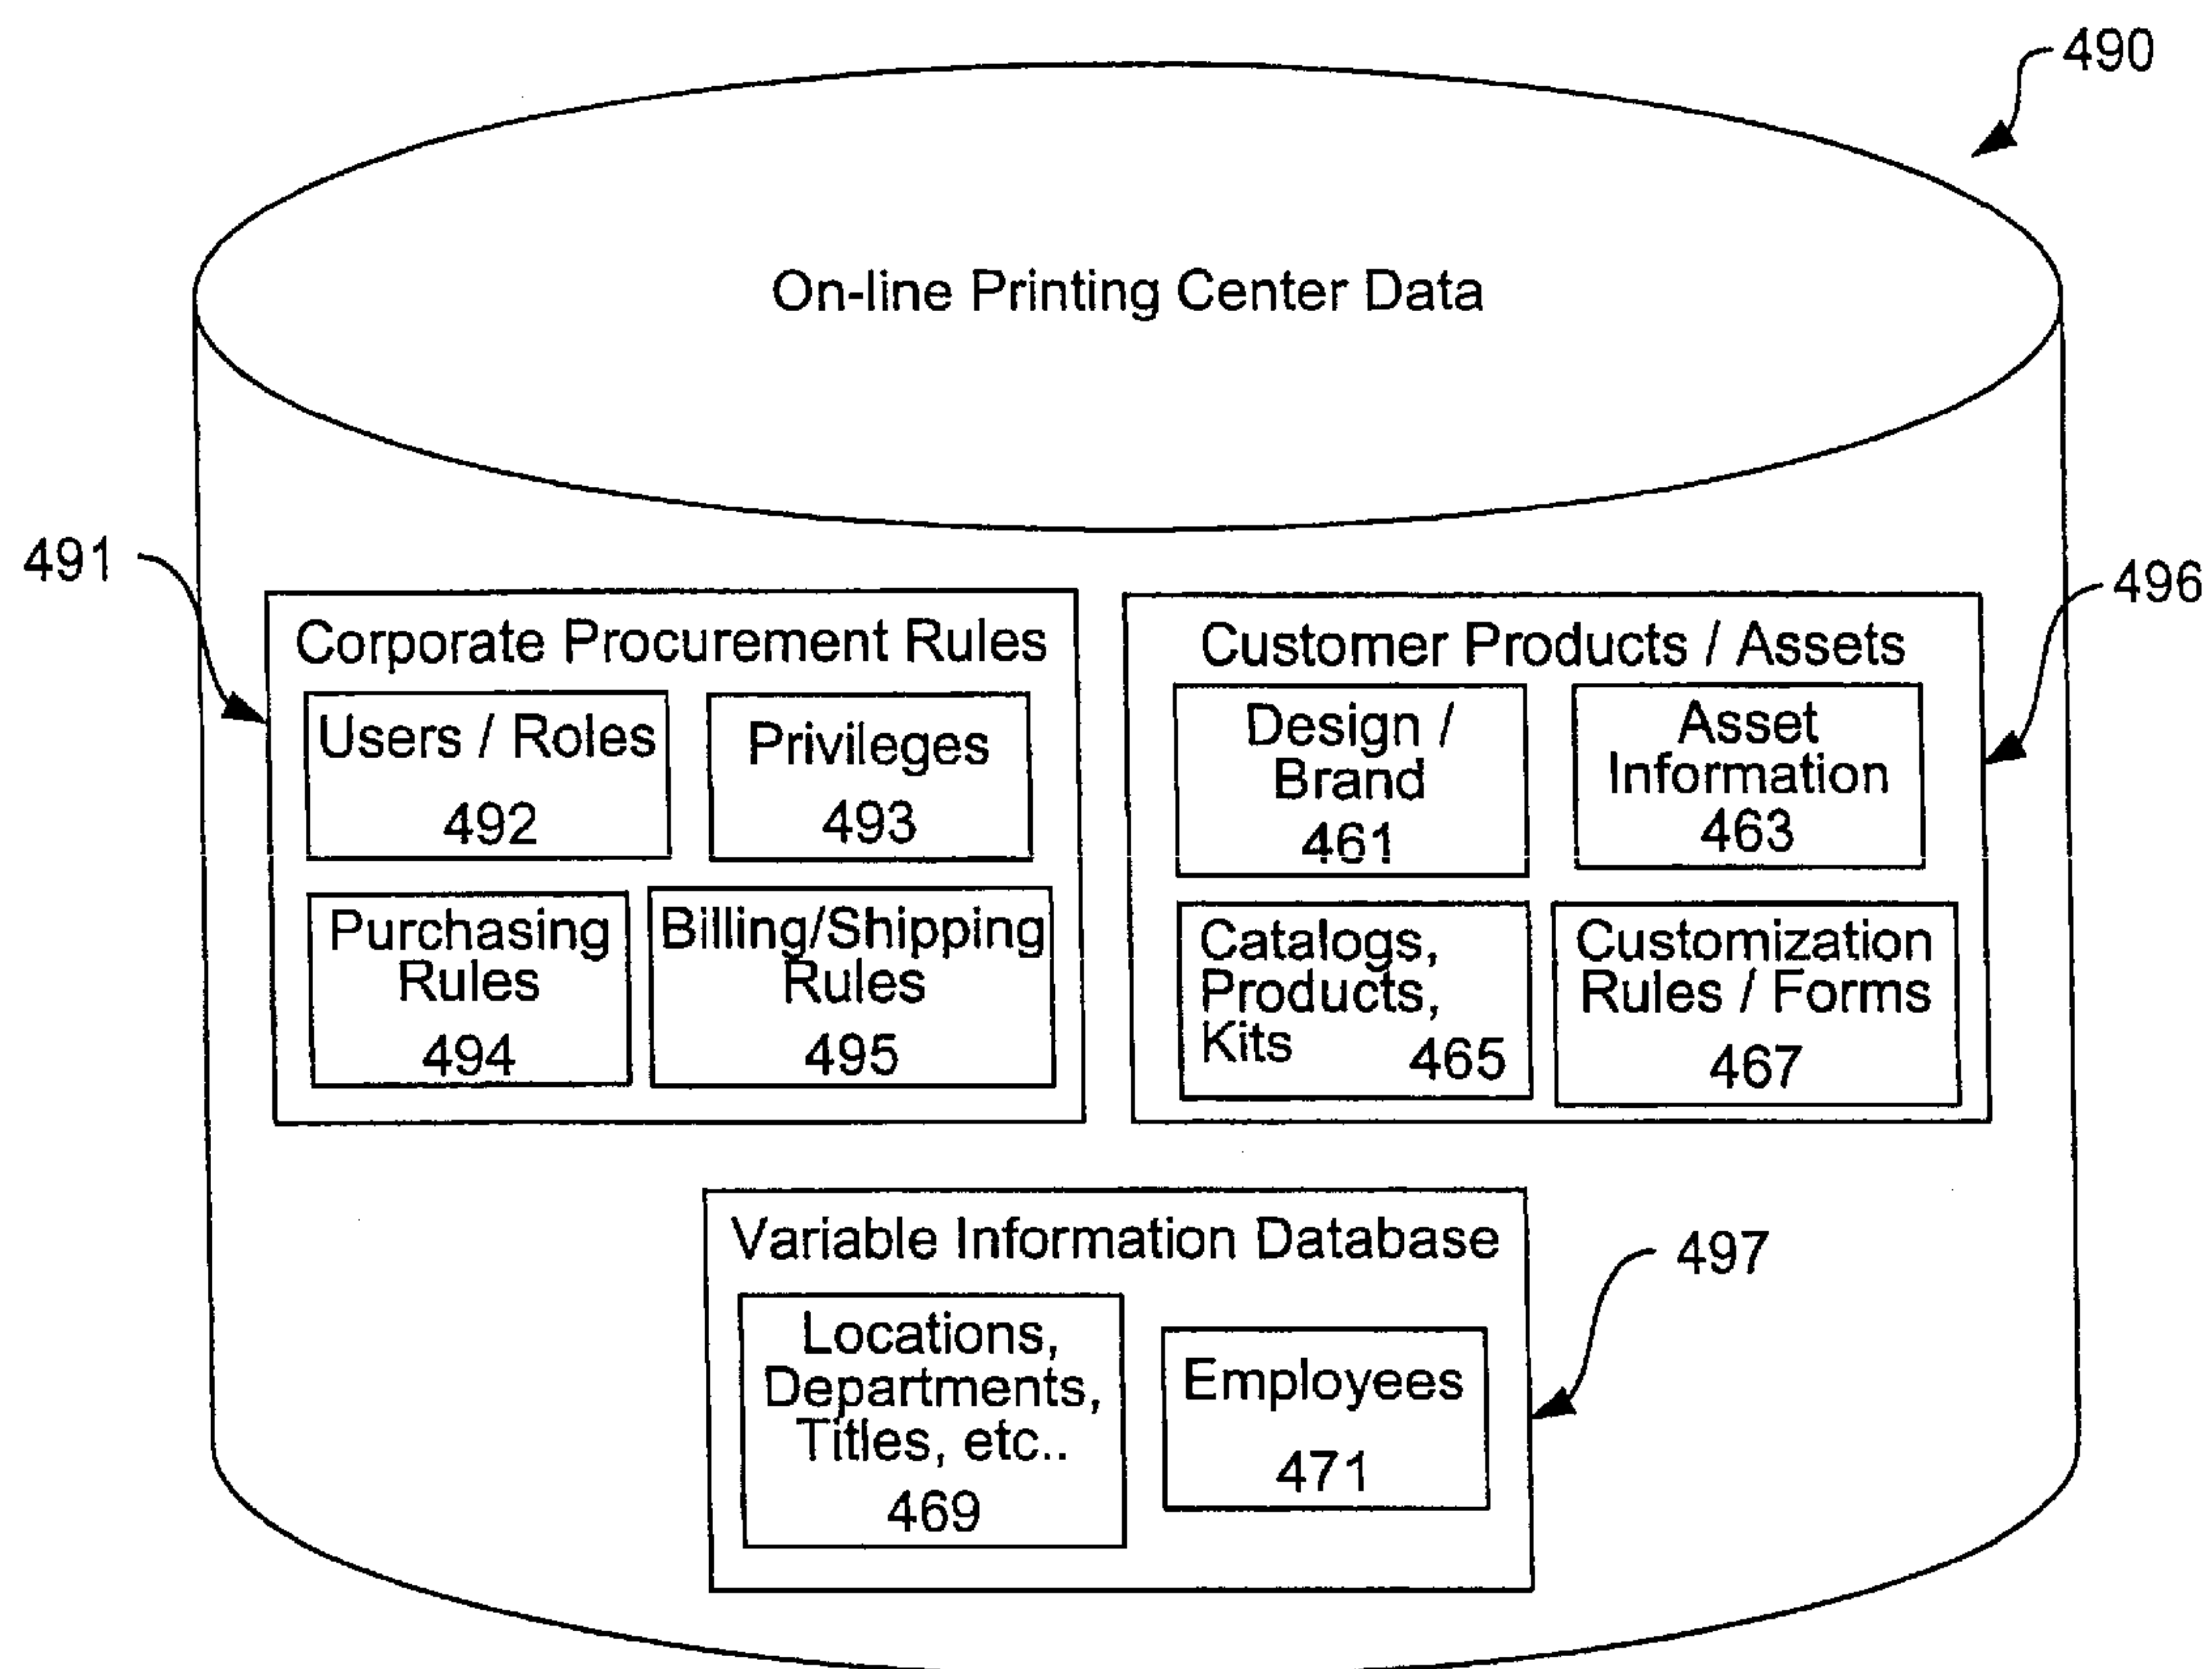 490
On-line Printing Center Data
491
496
Corporate Procurement Rules
Users / Roles
492
Privileges
493
Purchasing
Rules
494
Billing/Shipping
Rules
495
Customer Products / Assets
Design /
Brand
461
Asset
Information
463
Catalogs,
Products,
Kits
465
Customization
Rules / Forms
467
Variable Information Database
497
Locations,
Departments,
Titles, etc..
469
Employees
471